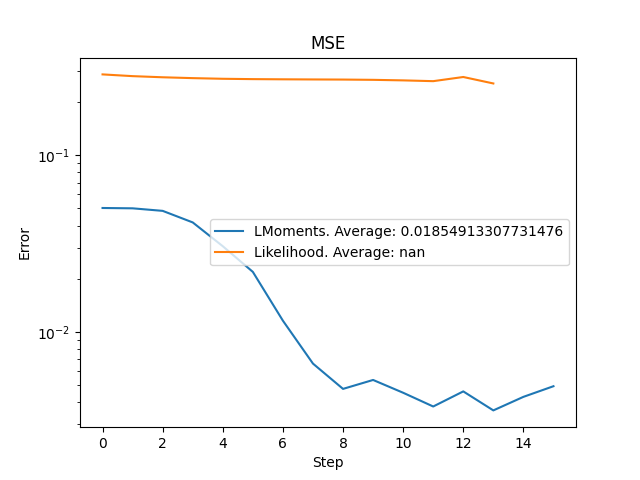 MSE
Error
10⁻¹
10⁻²
LMoments. Average: 0.01854913307731476
Likelihood. Average: nan
0 2 4 6 8 10 12 14
Step